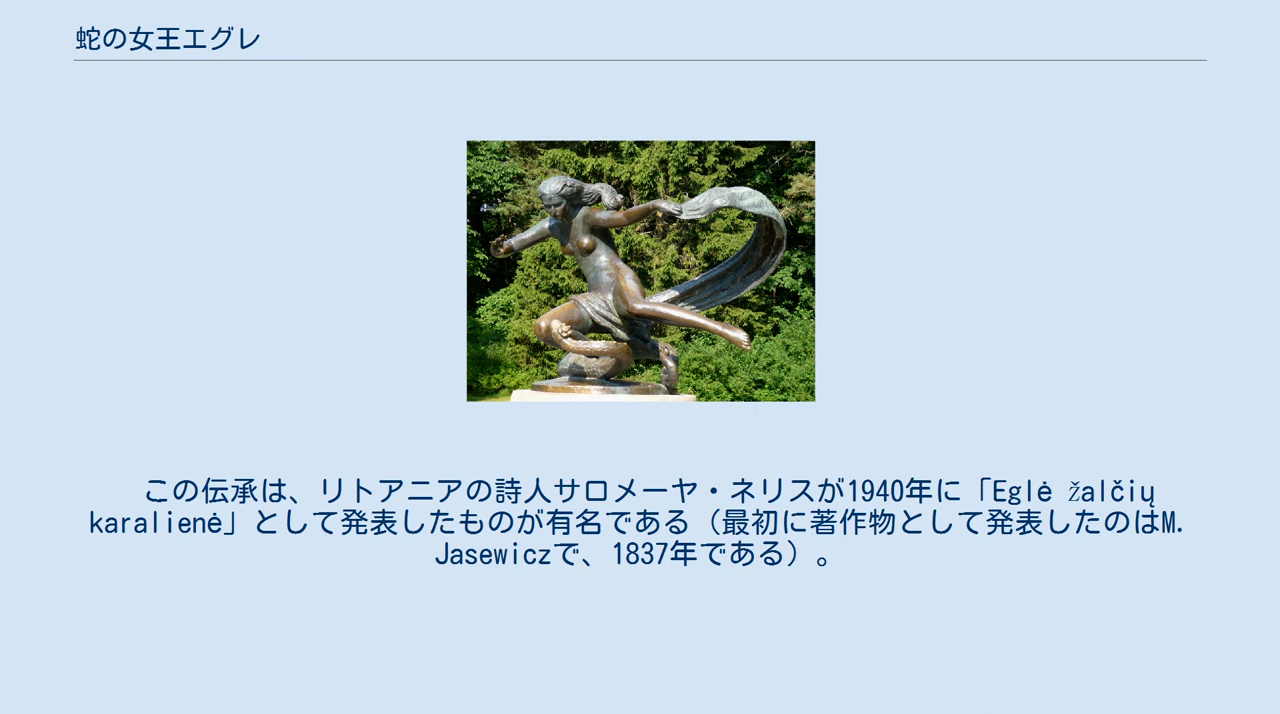 蛇の女王エグレ
この伝承は、リトアニアの詩人サロメーヤ・ネリスが1940年に「Eglė žalčių
karalienė」として発表したものが有名である（最初に著作物として発表したのはM.
Jasewiczで、1837年である）。